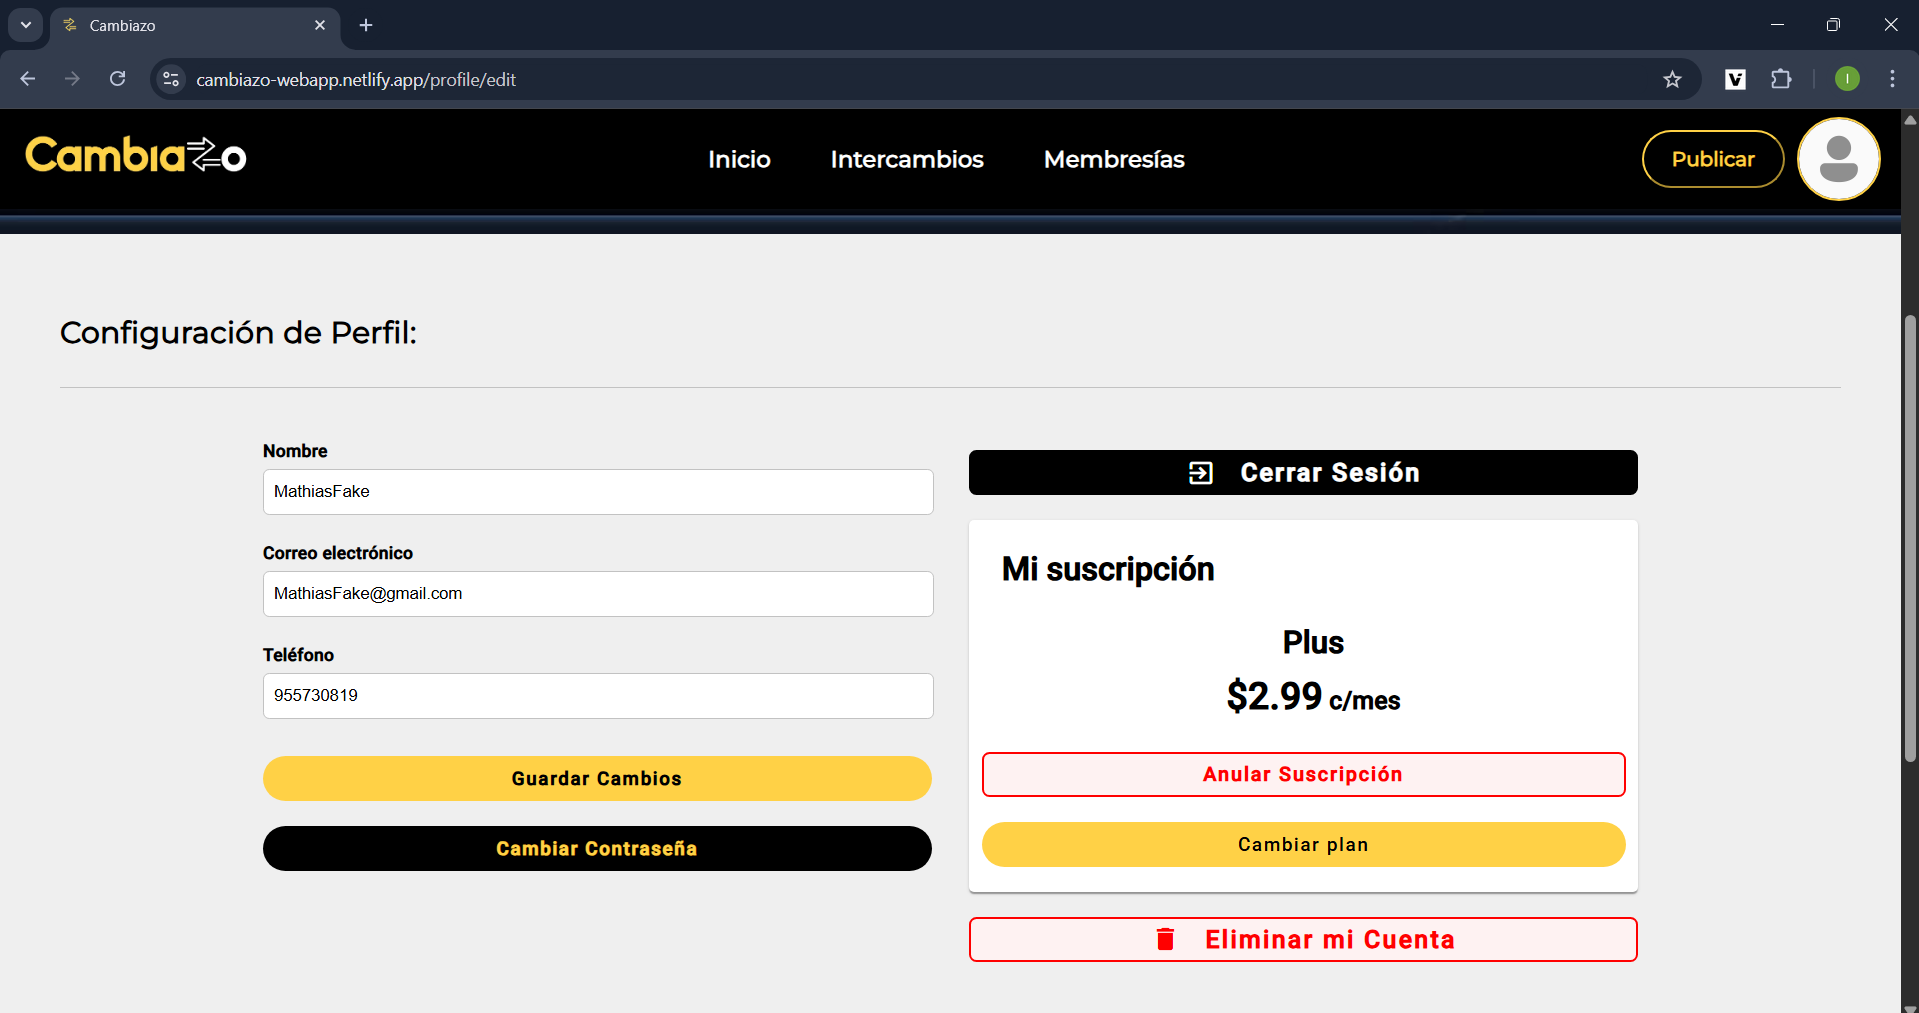 Cambiazo
cambiazo-webapp.netlify.app/profile/edit
I
Cambiazo
Inicio
Intercambios
Membresías
Publicar
Configuración de Perfil:
Nombre
MathiasFake
Correo electrónico
MathiasFake@gmail.com
Teléfono
955730819
Guardar Cambios
Cambiar Contraseña
Cerrar Sesión
Mi suscripción
Plus
$2.99 c/mes
Anular Suscripción
Cambiar plan
Eliminar mi Cuenta